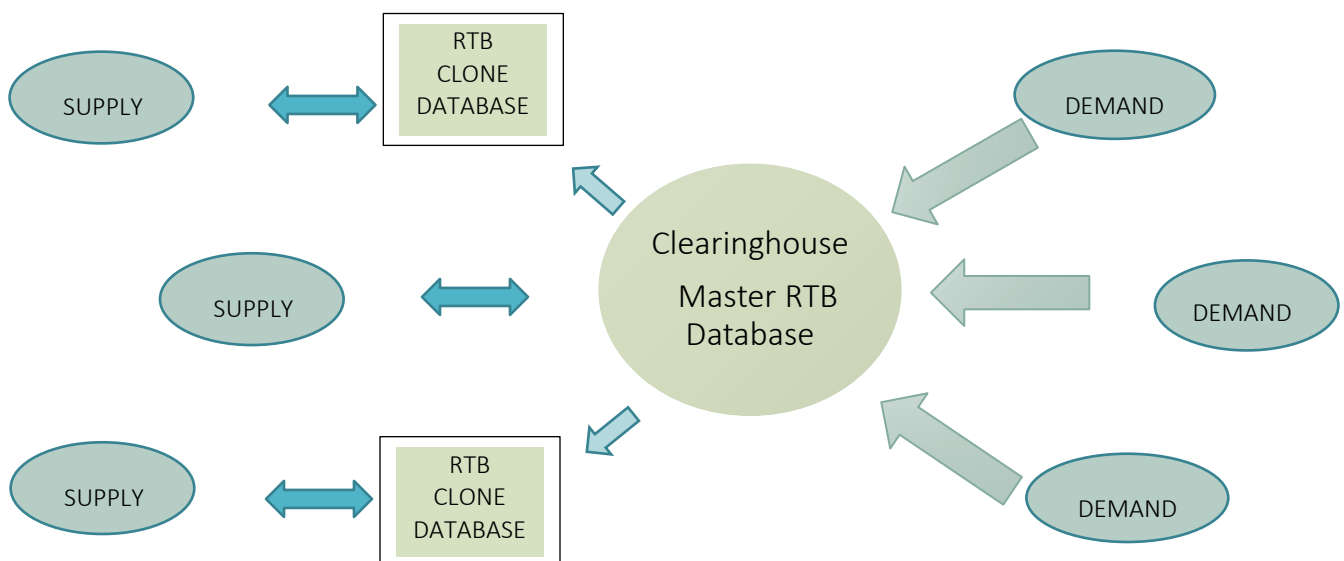 SUPPLY
RTB
CLONE
DATABASE
DEMAND
Clearinghouse
Master RTB
Database
SUPPLY
DEMAND
SUPPLY
RTB
CLONE
DATABASE
DEMAND